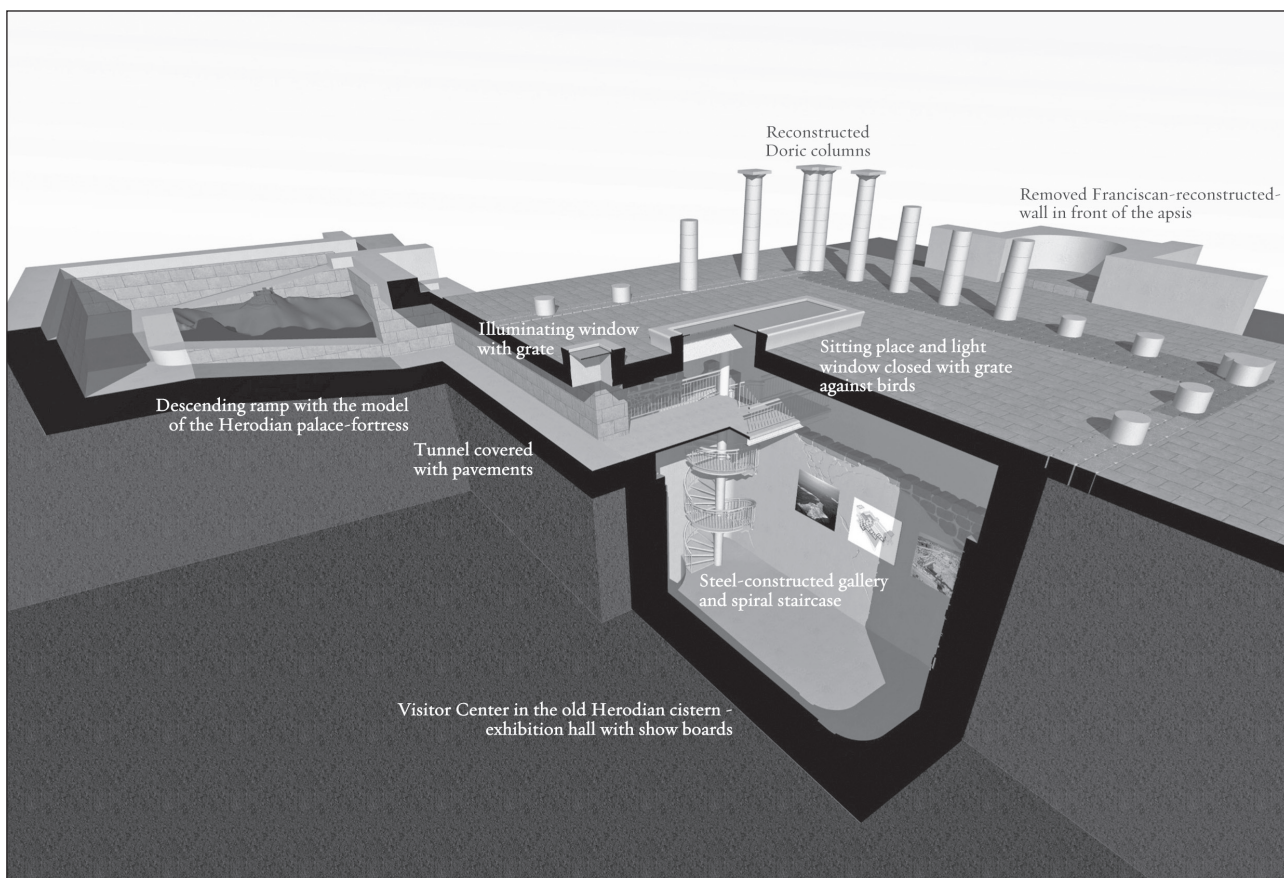 Reconstructed
Doric columns
Removed Franciscan-reconstructed-
wall in front of the apsis
Illuminating window
with grate
Sitting place and light
window closed with grate
against birds
Descending ramp with the model
of the Herodian palace-fortress
Tunnel covered
with pavements
Steel-constructed gallery
and spiral staircase
Visitor Center in the old Herodian cistern -
exhibition hall with show boards